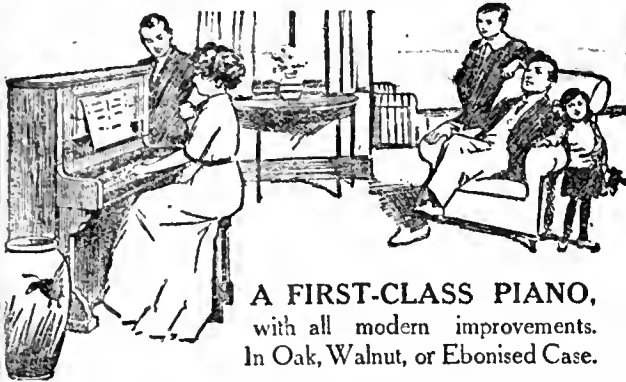 A FIRST-CLASS PIANO,
with all modern improvements.
In Oak, Walnut, or Ebonised Case.